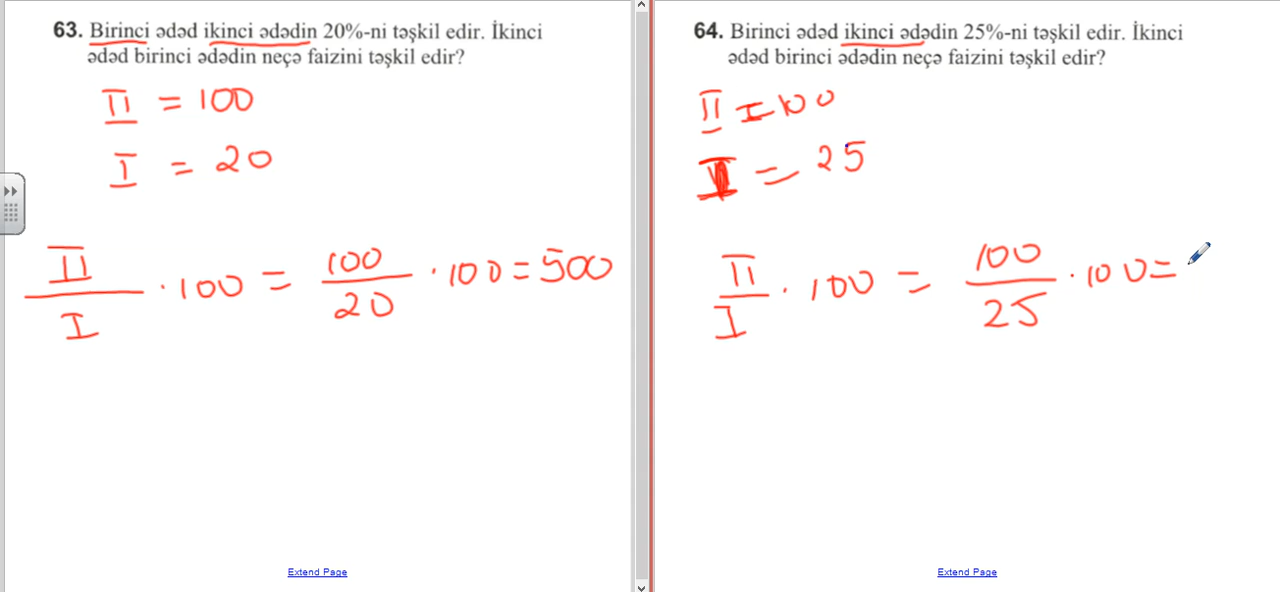 63. Birinci ədəd ikinci ədədin 20%-ni təşkil edir. İkinci
ədəd birinci ədədin neçə faizini təşkil edir?
II = 100
I = 20
II/I · 100 = 100/20 · 100 = 500
Extend Page
64. Birinci ədəd ikinci ədədin 25%-ni təşkil edir. İkinci
ədəd birinci ədədin neçə faizini təşkil edir?
II = 100
I = 25
II/I · 100 = 100/25 · 100 =
Extend Page